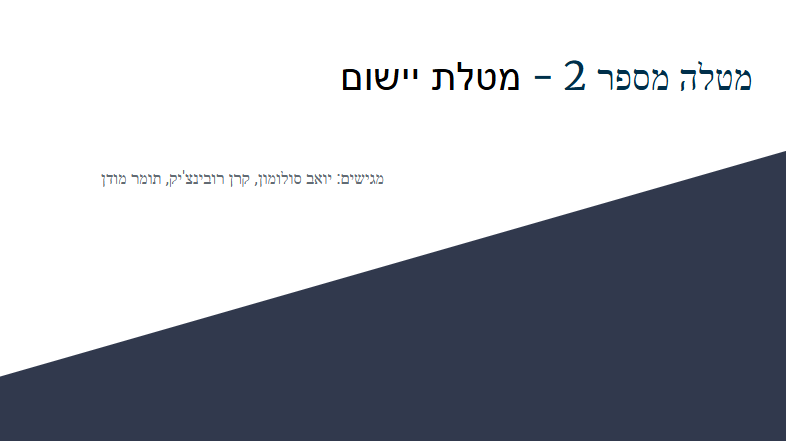 מטלה מספר 2 – מטלת יישום
מגישים: יואב סולומון, קרן רובינצ'יק, תומר מודן